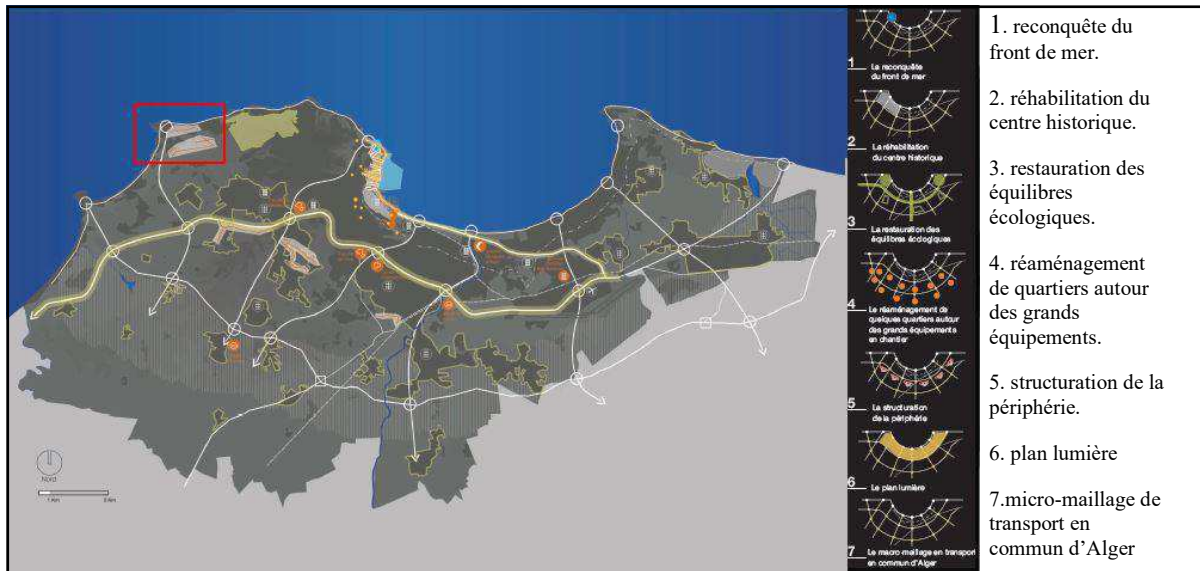 Nord
1 Km
1
La reconquête
du front de mer
2
La réhabilitation
du centre historique
3
La restauration des
équilibres écologiques
4
Le réaménagement de
quelques quartiers autour
des grands équipements
en chantier
5
La structuration
de la périphérie
6
Le plan lumière
7
Le macro-maillage en transport
en commun d'Alger
1. reconquête du
front de mer.
2. réhabilitation du
centre historique.
3. restauration des
équilibres
écologiques.
4. réaménagement
de quartiers autour
des grands
équipements.
5. structuration de la
périphérie.
6. plan lumière
7.micro-maillage de
transport en
commun d’Alger